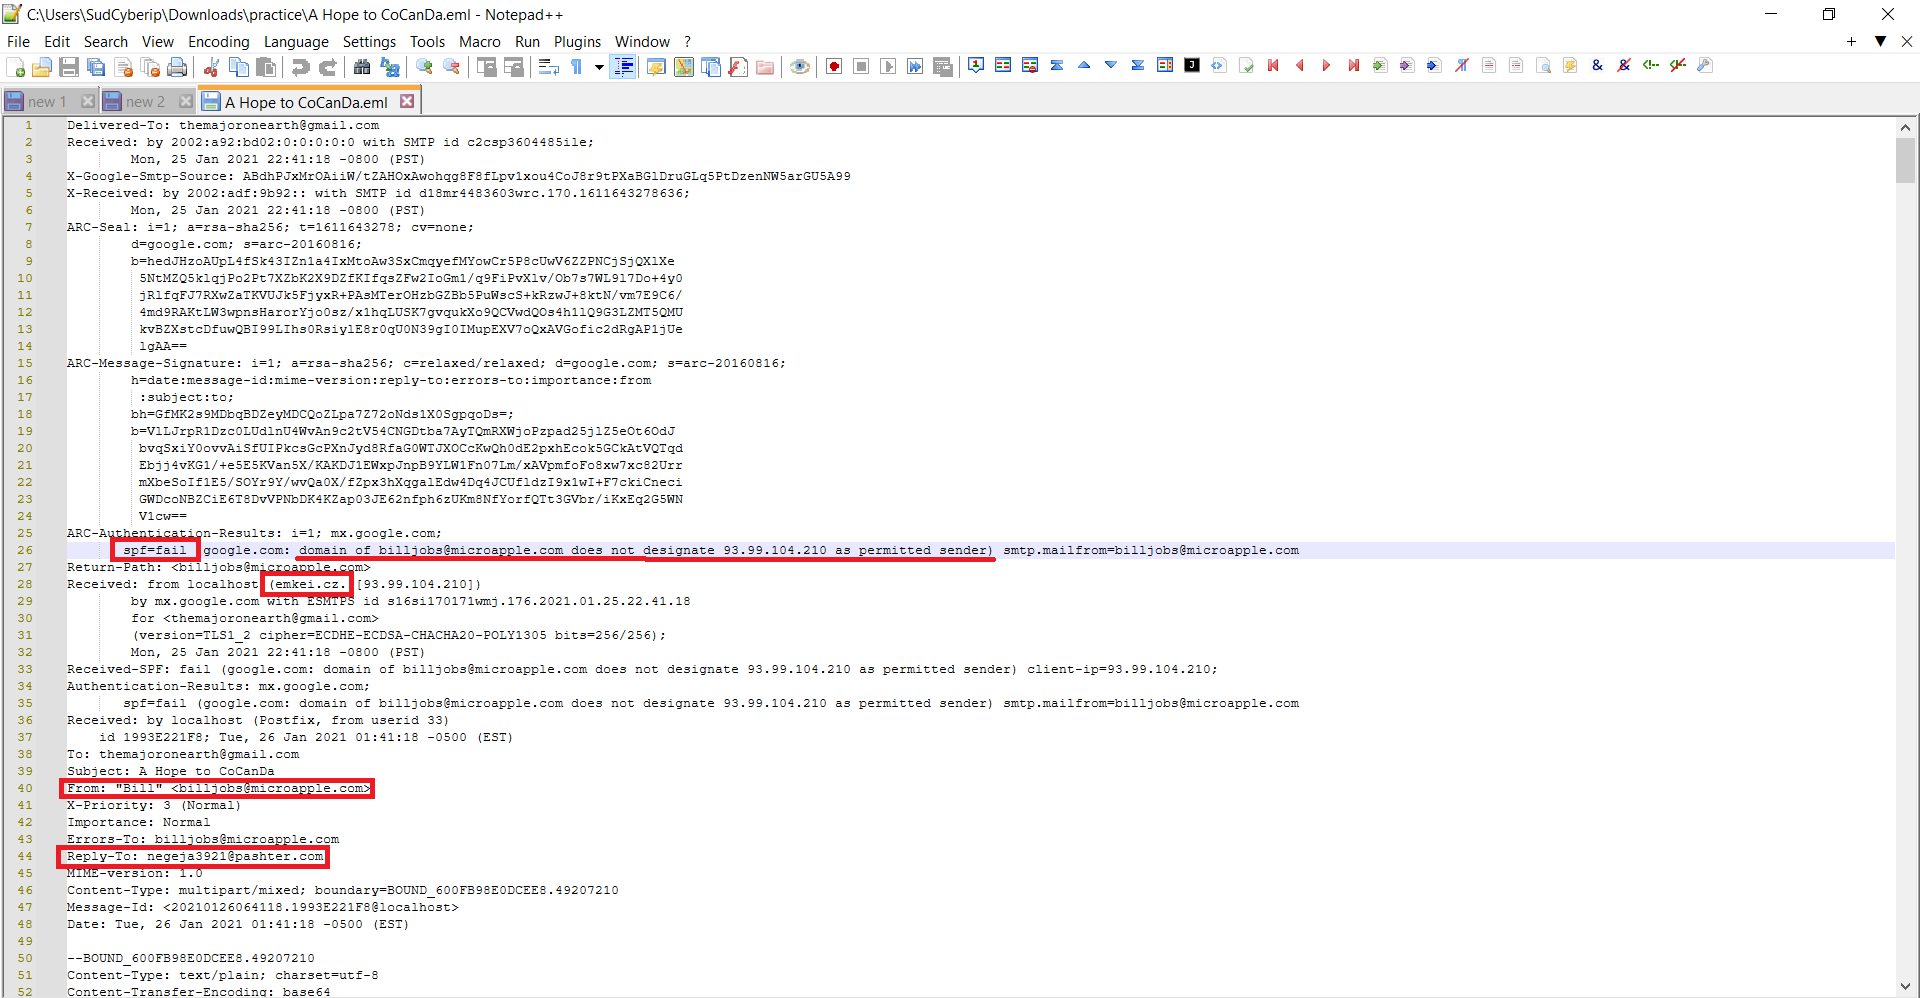 C:\Users\SudCyberip\Downloads\practice\A Hope to CoCanDa.eml - Notepad++
File Edit Search View Encoding Language Settings Tools Macro Run Plugins Window ?
new 1 new 2 A Hope to CoCanDa.eml
1 Delivered-To: themajoronearth@gmail.com
2 Received: by 2002:a92:bd02:0:0:0:0:0 with SMTP id c2csp3604485ile;
3 Mon, 25 Jan 2021 22:41:18 -0800 (PST)
4 X-Google-Smtp-Source: ABdhPJxMrOAiiW/tZAHOxAwohqg8F8fLpv1xou4CoJ8r9tPXaBGlDruGLq5PtDzenNW5arGU5A99
5 X-Received: by 2002:adf:9b92:: with SMTP id d18mr4483603wrc.170.1611643278636;
6 Mon, 25 Jan 2021 22:41:18 -0800 (PST)
7 ARC-Seal: i=1; a=rsa-sha256; t=1611643278; cv=none;
8 d=google.com; s=arc-20160816;
9 b=hedJHzoAUpL4fSk43IZn1a4IxMtoAw3SxCmqyefMYowCr5P8cUwV6ZZPNCjSjQXlXe
10 5NtMZQ5klqjPo2Pt7XZbK2X9DZfKIfqsZFw2IoGm1/q9FiPvXlv/Ob7s7WL9l7Do+4y0
11 jRlfqFJ7RXwZaTKVUJk5FjyxR+PAsMTerOHzbGZBb5PuWscS+kRzwJ+8ktN/vm7E9C6/
12 4md9RAKtLW3wpnsHarorYjo0sz/x1hqLUSK7gvqukXo9QCVwdQOs4h1lQ9G3LZMT5QMU
13 kvBZXstcDfuwQBI99LIhs0RsiylE8r0qU0N39gI0IMupEXV7oQxAVGofic2dRgAP1jUe
14 lgAA==
15 ARC-Message-Signature: i=1; a=rsa-sha256; c=relaxed/relaxed; d=google.com; s=arc-20160816;
16 h=date:message-id:mime-version:reply-to:errors-to:importance:from
17 :subject:to;
18 bh=GfMK2s9MDbqBDZeyMDCQoZLpa7Z72oNds1X0SgpqoDs=;
19 b=VlLJrpR1Dzc0LUdlnU4WvAn9c2tV54CNGDtba7AyTQmRXWjoPzpad25jlZ5eOt6OdJ
20 bvqSxiY0ovvAiSfUIPkcsGcPXnJyd8RfaG0WTJXOCcKwQh0dE2pxhEcok5GCkAtVQTqd
21 Ebjj4vKG1/+e5E5KVan5X/KAKDJ1EWxpJnpB9YLW1Fn07Lm/xAVpmfoFo8xw7xc82Urr
22 mXbeSoIf1E5/SOYr9Y/wvQa0X/fZpx3hXqgalEdw4Dq4JCUfldzI9x1wI+F7ckiCneci
23 GWDcoNBZCiE6T8DvVPNbDK4KZap03JE62nfph6zUKm8NfYorfQTt3GVbr/iKxEq2G5WN
24 V1cw==
25 ARC-Authentication-Results: i=1; mx.google.com;
26 spf=fail google.com: domain of billjobs@microapple.com does not designate 93.99.104.210 as permitted sender) smtp.mailfrom=billjobs@microapple.com
27 Return-Path: <billjobs@microapple.com>
28 Received: from localhost (emkei.cz. [93.99.104.210])
29 by mx.google.com with ESMTPS id s16si170171wmj.176.2021.01.25.22.41.18
30 for <themajoronearth@gmail.com>
31 (version=TLS1_2 cipher=ECDHE-ECDSA-CHACHA20-POLY1305 bits=256/256);
32 Mon, 25 Jan 2021 22:41:18 -0800 (PST)
33 Received-SPF: fail (google.com: domain of billjobs@microapple.com does not designate 93.99.104.210 as permitted sender) client-ip=93.99.104.210;
34 Authentication-Results: mx.google.com;
35 spf=fail (google.com: domain of billjobs@microapple.com does not designate 93.99.104.210 as permitted sender) smtp.mailfrom=billjobs@microapple.com
36 Received: by localhost (Postfix, from userid 33)
37 id 1993E221F8; Tue, 26 Jan 2021 01:41:18 -0500 (EST)
38 To: themajoronearth@gmail.com
39 Subject: A Hope to CoCanDa
40 From: "Bill" <billjobs@microapple.com>
41 X-Priority: 3 (Normal)
42 Importance: Normal
43 Errors-To: billjobs@microapple.com
44 Reply-To: negeja3921@pashter.com
45 MIME-version: 1.0
46 Content-Type: multipart/mixed; boundary=BOUND_600FB98E0DCEE8.49207210
47 Message-Id: <20210126064118.1993E221F8@localhost>
48 Date: Tue, 26 Jan 2021 01:41:18 -0500 (EST)
49
50 --BOUND_600FB98E0DCEE8.49207210
51 Content-Type: text/plain; charset=utf-8
52 Content-Transfer-Encoding: base64